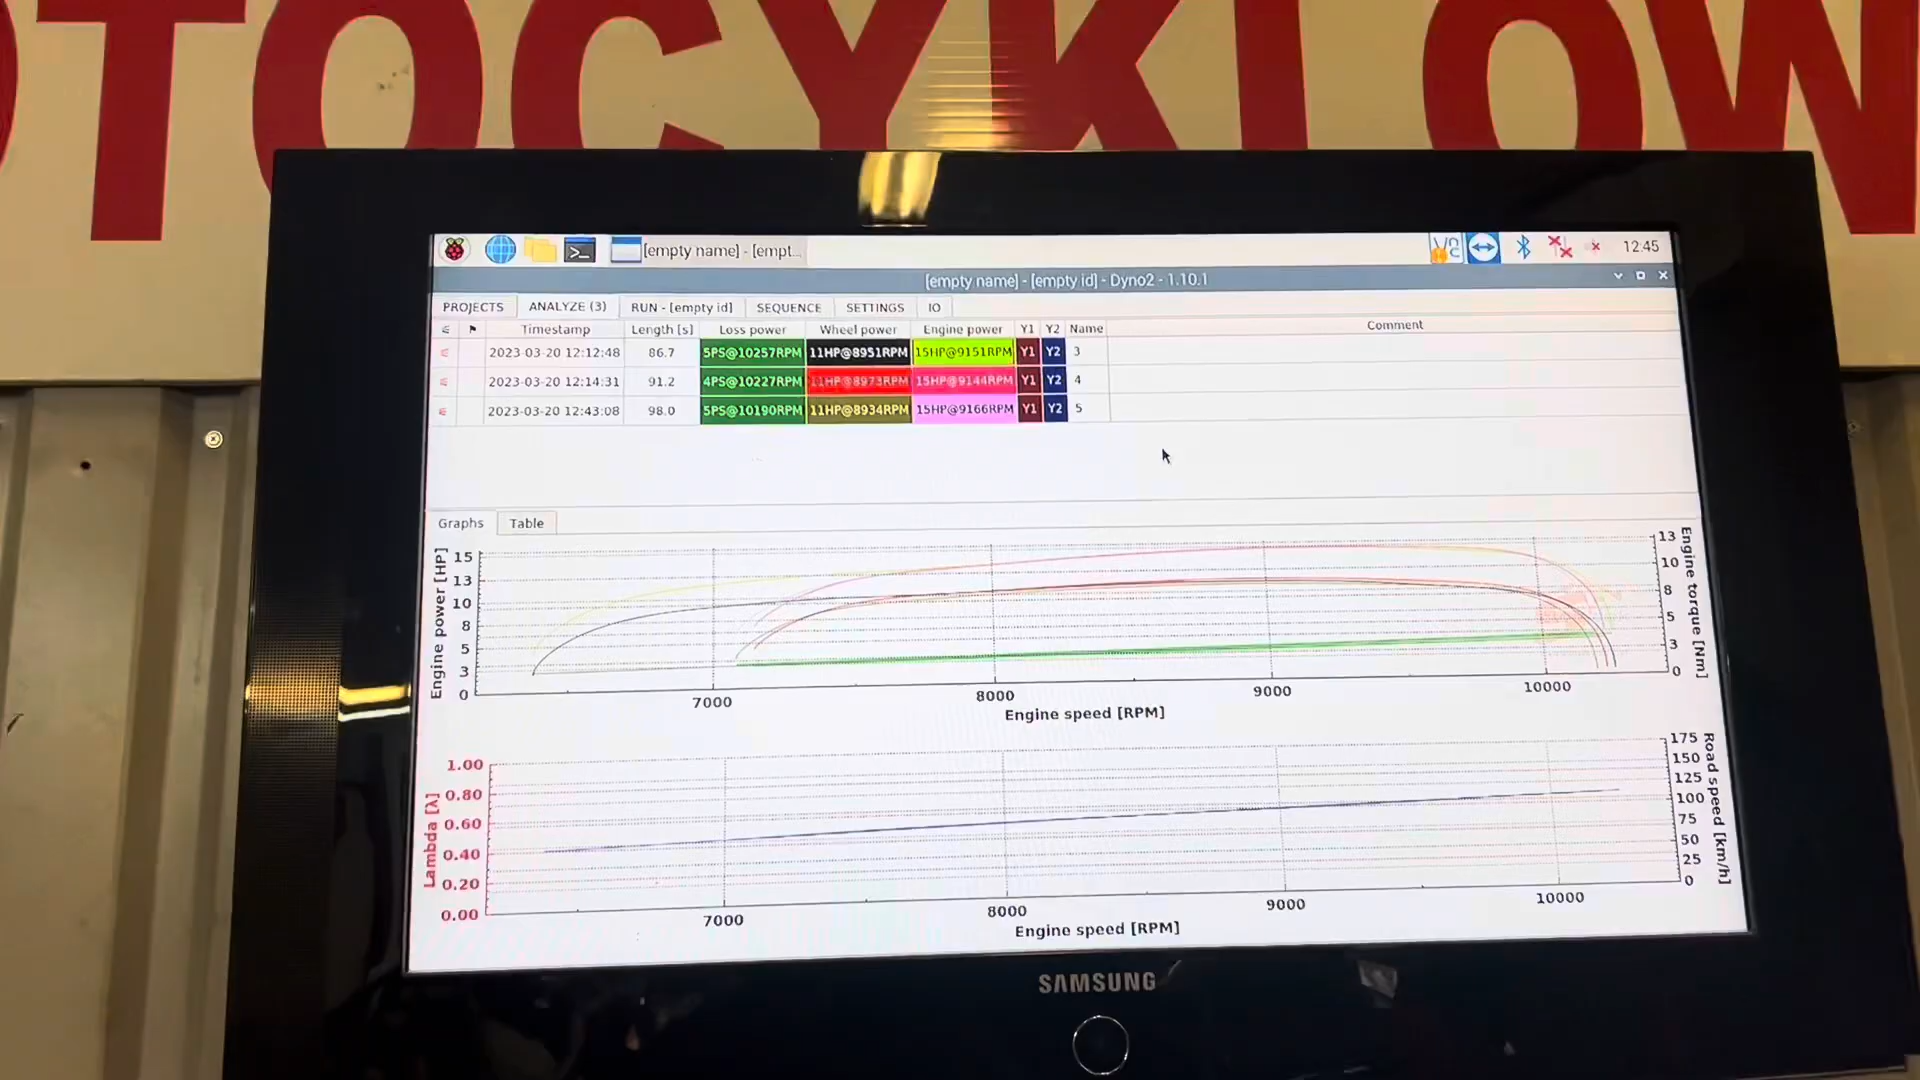 OTOCYKLOW
[empty name] - [empt...
12:45
[empty name] - [empty id] - Dyno2 - 1.10.1
PROJECTS ANALYZE (3) RUN - [empty id] SEQUENCE SETTINGS IO
Timestamp Length [s] Loss power Wheel power Engine power Y1 Y2 Name Comment
2023-03-20 12:12:48 86.7 5PS@10257RPM 11HP@8951RPM 15HP@9151RPM Y1 Y2 3
2023-03-20 12:14:31 91.2 4PS@10227RPM 11HP@8973RPM 15HP@9144RPM Y1 Y2 4
2023-03-20 12:43:08 98.0 5PS@10190RPM 11HP@8934RPM 15HP@9166RPM Y1 Y2 5
Graphs Table
Engine power [HP]
15
13
10
8
5
3
0
7000 8000 9000 10000
Engine speed [RPM]
13
10
8
5
3
0
Engine torque [Nm]
Lambda [λ]
1.00
0.80
0.60
0.40
0.20
0.00
7000 8000 9000 10000
Engine speed [RPM]
175
150
125
100
75
50
25
0
Road speed [km/h]
SAMSUNG